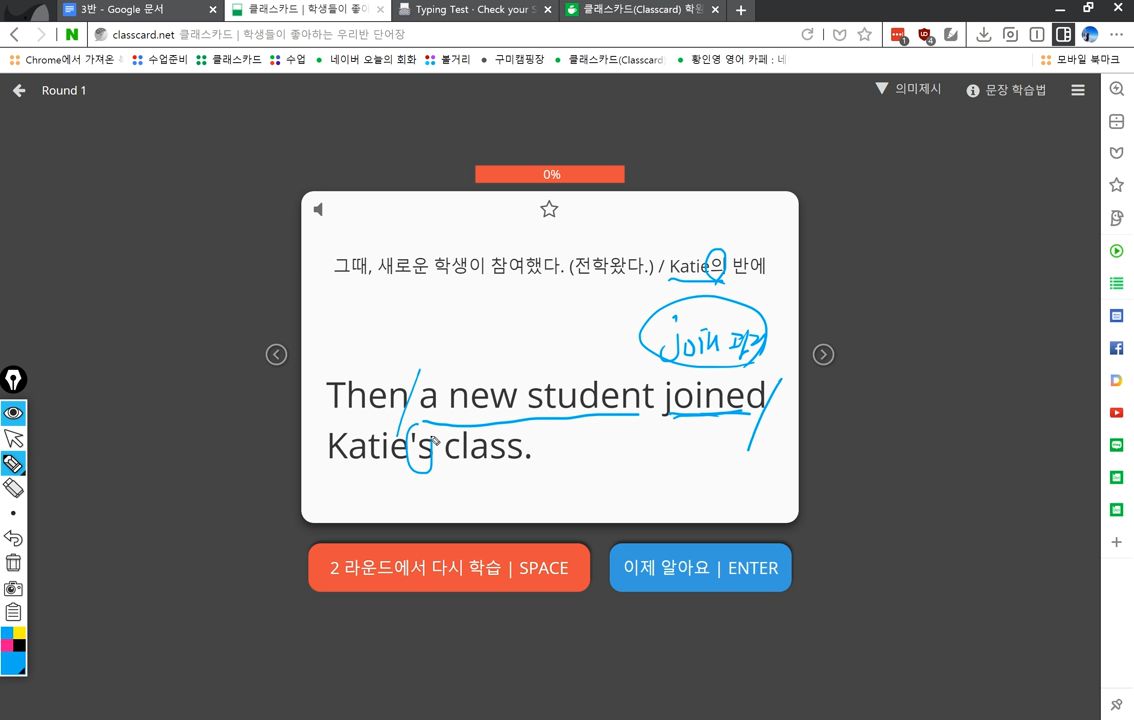 3반 - Google 문서
클래스카드 | 학생들이 좋아
Typing Test · Check your S
클래스카드(Classcard) 학원
classcard.net 클래스카드 | 학생들이 좋아하는 우리반 단어장
1
4
Chrome에서 가져온
수업준비
클래스카드
수업
네이버 오늘의 회화
볼거리
구미캠핑장
클래스카드(Classcard
황인영 영어 카페 : 네
모바일 북마크
Round 1
의미제시
문장 학습법
0%
그때, 새로운 학생이 참여했다. (전학왔다.) / Katie의 반에
join
Then a new student joined
Katie's class.
2 라운드에서 다시 학습 | SPACE
이제 알아요 | ENTER